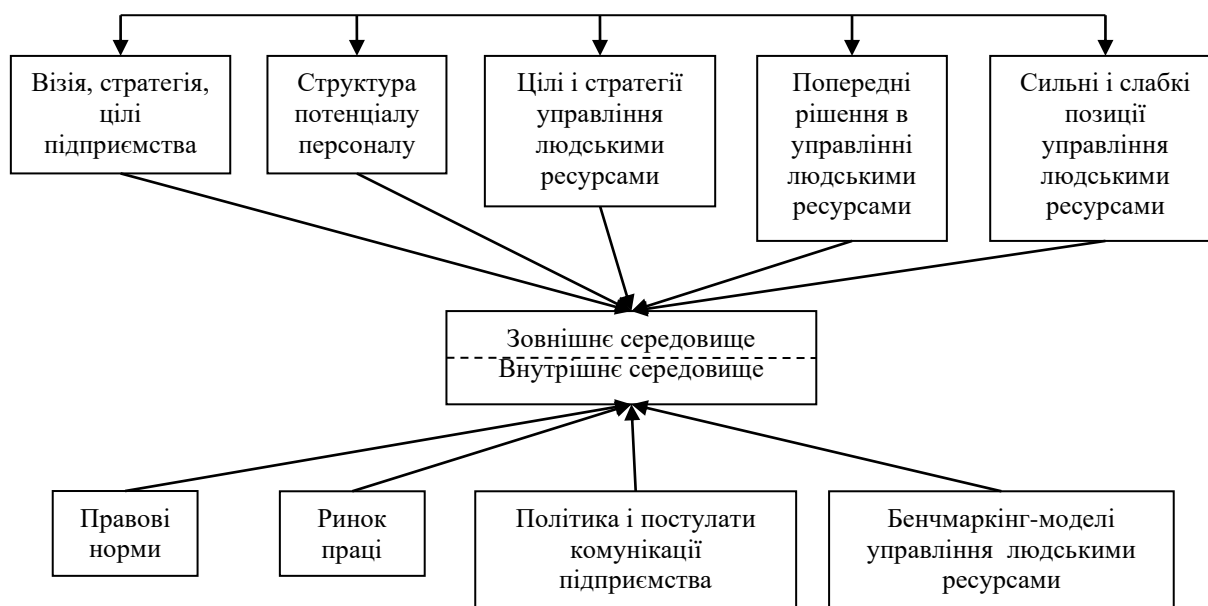 Візія, стратегія,
цілі
підприємства
Структура
потенціалу
персоналу
Цілі і стратегії
управління
людськими
ресурсами
Попередні
рішення в
управлінні
людськими
ресурсами
Сильні і слабкі
позиції
управління
людськими
ресурсами
Зовнішнє середовище
Внутрішнє середовище
Правові
норми
Ринок
праці
Політика і постулати
комунікації
підприємства
Бенчмаркінг-моделі
управління людськими
ресурсами